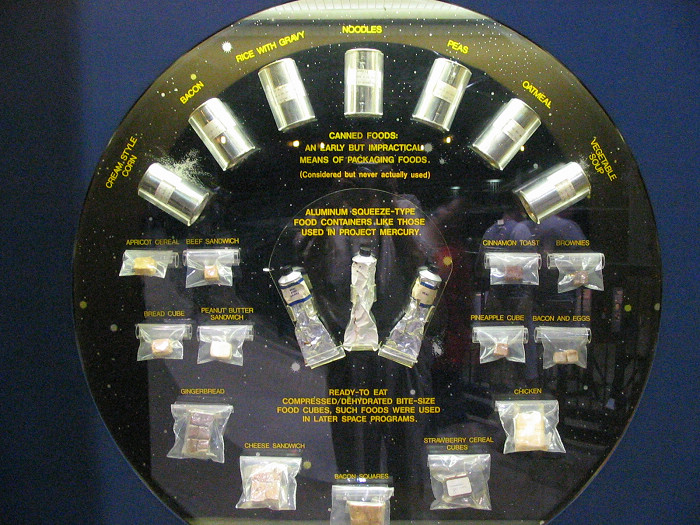 CREAM STYLE
CORN
BACON
RICE WITH GRAVY
NOODLES
PEAS
OATMEAL
VEGETABLE
SOUP
CANNED FOODS:
AN EARLY BUT IMPRACTICAL
MEANS OF PACKAGING FOODS.
(Considered but never actually used)
ALUMINUM SQUEEZE-TYPE
FOOD CONTAINERS LIKE THOSE
USED IN PROJECT MERCURY.
APRICOT CEREAL
BEEF SANDWICH
CINNAMON TOAST
BROWNIES
BREAD CUBE
PEANUT BUTTER
SANDWICH
PINEAPPLE CUBE
BACON AND EGGS
READY-TO EAT
COMPRESSED/DEHYDRATED BITE-SIZE
FOOD CUBES, SUCH FOODS WERE USED
IN LATER SPACE PROGRAMS.
GINGERBREAD
CHICKEN
CHEESE SANDWICH
STRAWBERRY CEREAL
CUBES
BACON SQUARES